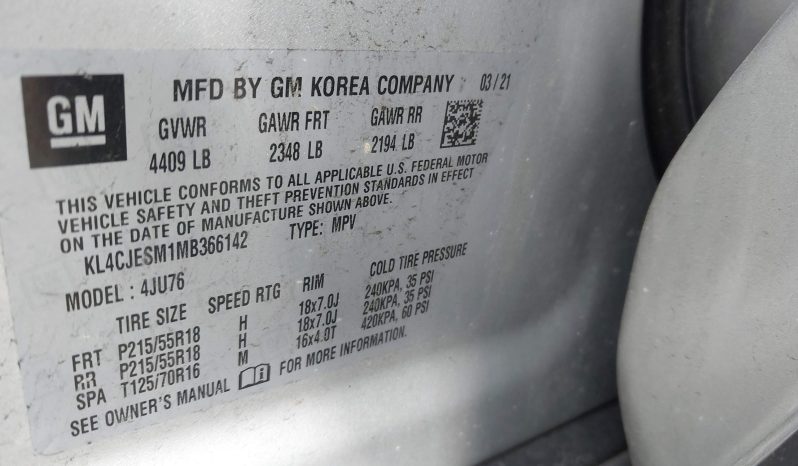 GM
MFD BY GM KOREA COMPANY 03/21
GVWR GAWR FRT GAWR RR
4409 LB 2348 LB 2194 LB
THIS VEHICLE CONFORMS TO ALL APPLICABLE U.S. FEDERAL MOTOR
VEHICLE SAFETY AND THEFT PREVENTION STANDARDS IN EFFECT
ON THE DATE OF MANUFACTURE SHOWN ABOVE.
KL4CJESM1MB366142 TYPE: MPV
MODEL : 4JU76
TIRE SIZE SPEED RTG RIM COLD TIRE PRESSURE
FRT P215/55R18 H 18x7.0J 240KPA, 35 PSI
RR P215/55R18 H 18x7.0J 240KPA, 35 PSI
SPA T125/70R16 M 16x4.0T 420KPA, 60 PSI
SEE OWNER'S MANUAL FOR MORE INFORMATION.